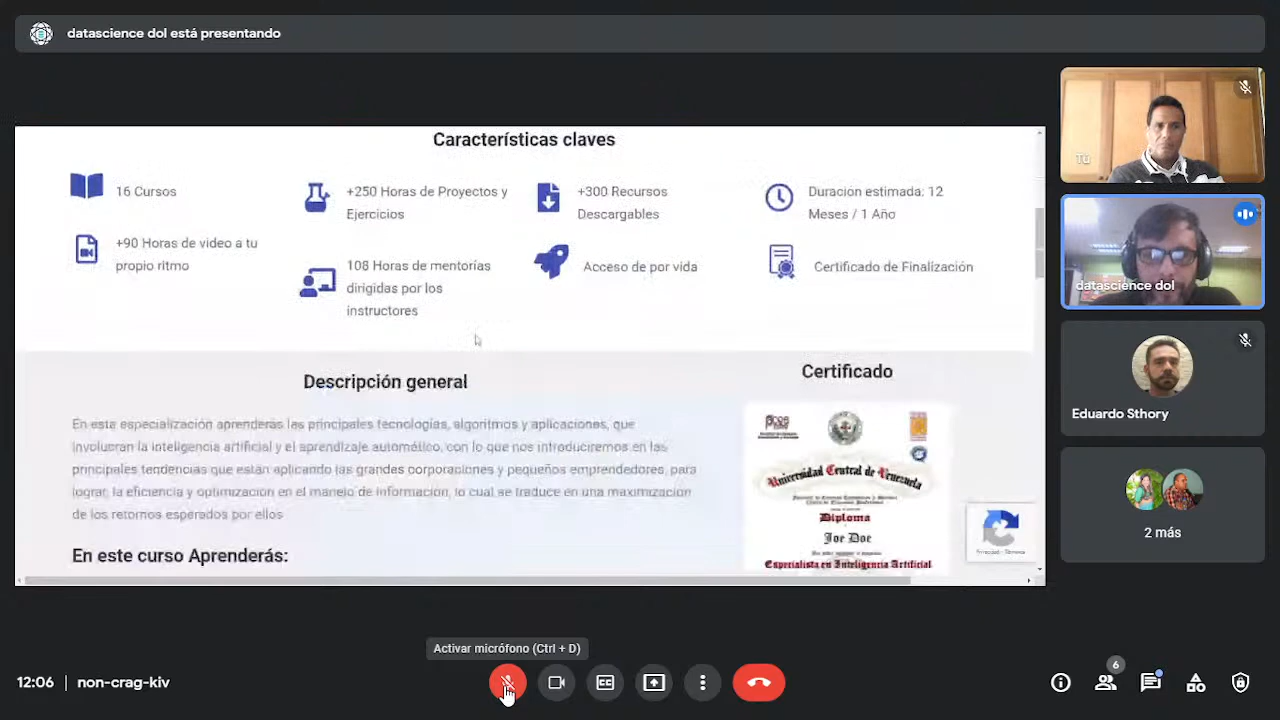 datascience dol está presentando
Características claves
16 Cursos
+250 Horas de Proyectos y
Ejercicios
+300 Recursos
Descargables
Duracion estimada: 12
Meses / 1 Año
+90 Horas de video a tu
propio ritmo
108 Horas de mentorías
dirigidas por los
instructores
Acceso de por vida
Certificado de Finalización
Descripción general
En esta especialización aprenderás las principales tecnologías, algoritmos y aplicaciones, que
involucran la inteligencia artificial y el aprendizaje automático, con lo que nos introduciremos en las
principales tendencias que están aplicando las grandes corporaciones y pequeños emprendedores, para
lograr, la eficiencia y optimización en el manejo de información, lo cual se traduce en una maximización
de los retornos esperados por ellos
En este curso Aprenderás:
Certificado
Universidad Central de Venezuela
Diploma
Joe Doe
Especialista en Inteligencia Artificial
Privacidad - Términos
Tú
datascience dol
Eduardo Sthory
2 más
Activar micrófono (Ctrl + D)
12:06 | non-crag-kiv
6